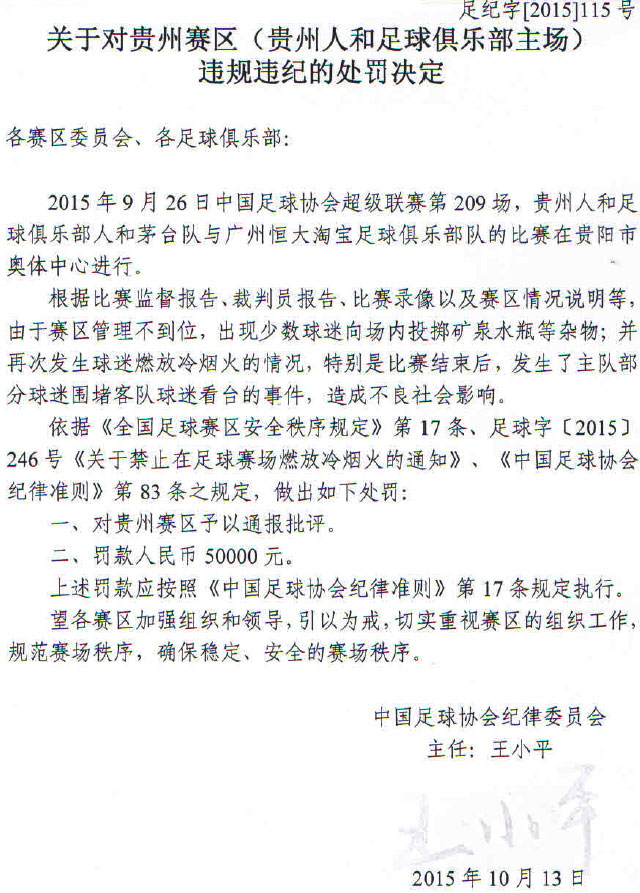 足纪字[2015]115 号
关于对贵州赛区（贵州人和足球俱乐部主场）
违规违纪的处罚决定
各赛区委员会、各足球俱乐部：
2015 年 9 月 26 日中国足球协会超级联赛第 209 场，贵州人和足
球俱乐部人和茅台队与广州恒大淘宝足球俱乐部队的比赛在贵阳市
奥体中心进行。
根据比赛监督报告、裁判员报告、比赛录像以及赛区情况说明等，
由于赛区管理不到位，出现少数球迷向场内投掷矿泉水瓶等杂物；并
再次发生球迷燃放冷烟火的情况，特别是比赛结束后，发生了主队部
分球迷围堵客队球迷看台的事件，造成不良社会影响。
依据《全国足球赛区安全秩序规定》第 17 条、足球字〔2015〕
246 号《关于禁止在足球赛场燃放冷烟火的通知》、《中国足球协会
纪律准则》第 83 条之规定，做出如下处罚：
一、对贵州赛区予以通报批评。
二、罚款人民币 50000 元。
上述罚款应按照《中国足球协会纪律准则》第 17 条规定执行。
望各赛区加强组织和领导，引以为戒，切实重视赛区的组织工作，
规范赛场秩序，确保稳定、安全的赛场秩序。
中国足球协会纪律委员会
主任：王小平
王小平
2015 年 10 月 13 日